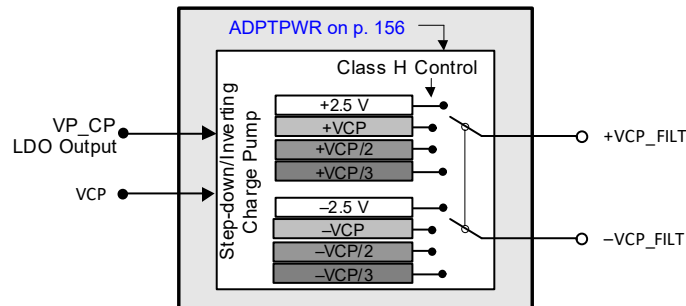 ADPTPWR on p. 156
Class H Control
VP_CP
LDO Output
VCP
Step-down/Inverting
Charge Pump
+2.5 V
+VCP
+VCP/2
+VCP/3
–2.5 V
–VCP
–VCP/2
–VCP/3
+VCP_FILT
–VCP_FILT